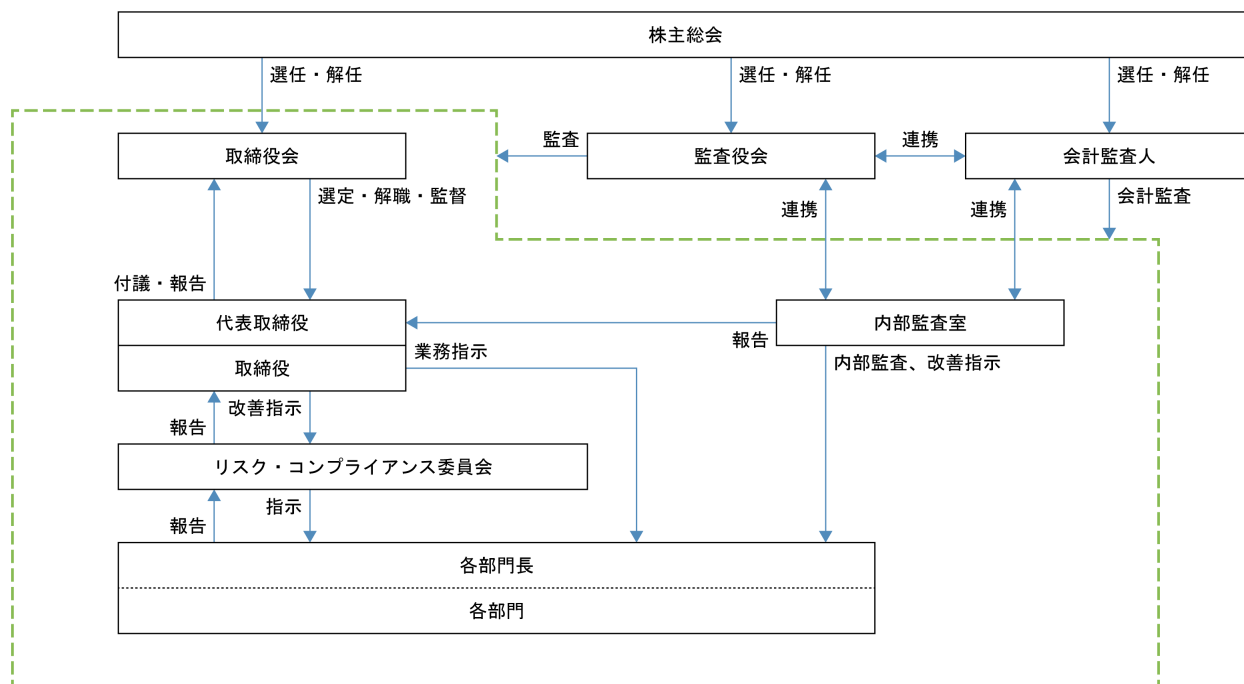 株主総会
選任・解任
選任・解任
選任・解任
取締役会
監査
監査役会
連携
会計監査人
選定・解職・監督
連携
連携
会計監査
付議・報告
代表取締役
報告
内部監査室
取締役
業務指示
内部監査、改善指示
改善指示
報告
リスク・コンプライアンス委員会
指示
報告
各部門長
各部門